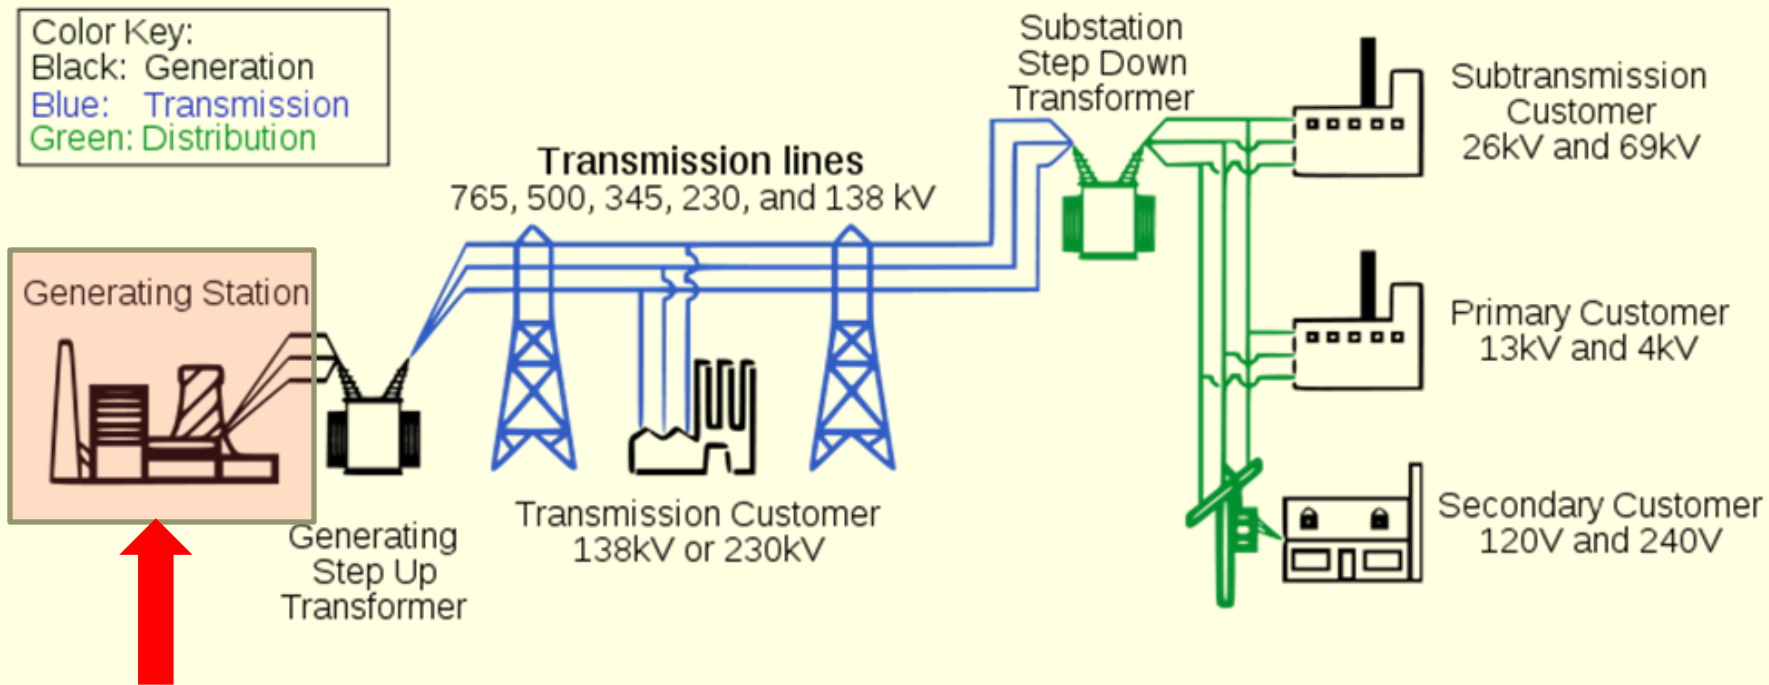 Color Key:
Black: Generation
Blue: Transmission
Green: Distribution
Substation
Step Down
Transformer
Subtransmission
Customer
26kV and 69kV
Transmission lines
765, 500, 345, 230, and 138 kV
Generating Station
Primary Customer
13kV and 4kV
Generating
Step Up
Transformer
Transmission Customer
138kV or 230kV
Secondary Customer
120V and 240V